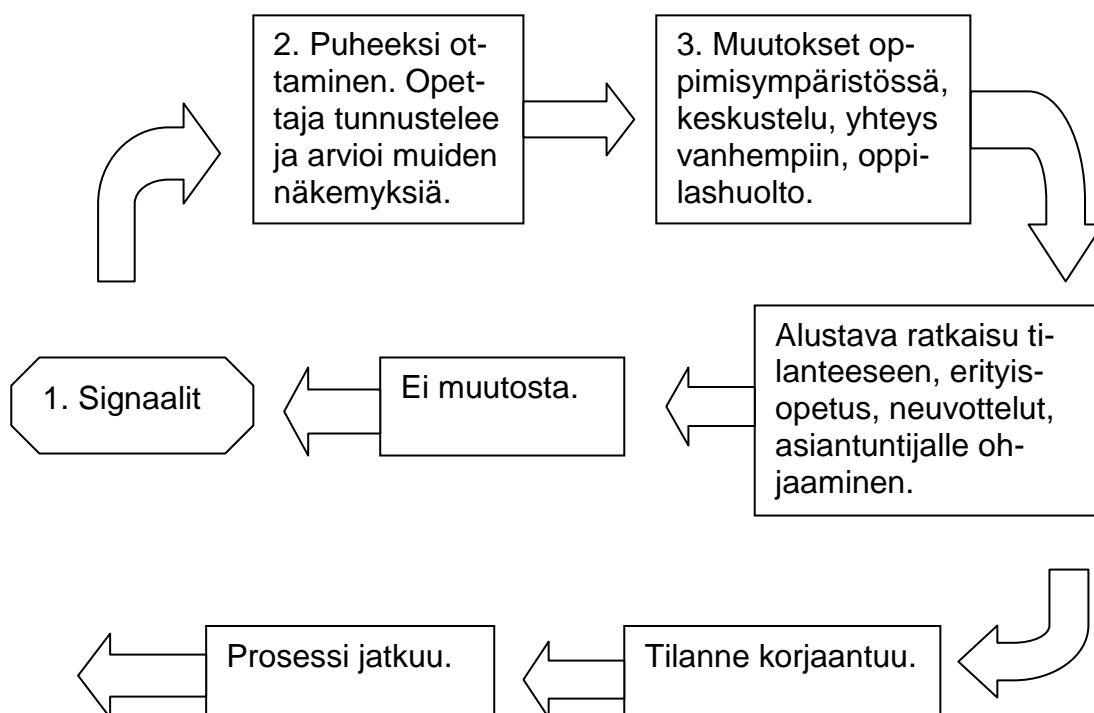 2. Puheeksi ot-
taminen. Opet-
taja tunnustelee
ja arvioi muiden
näkemyksiä.
3. Muutokset op-
pimisympäristössä,
keskustelu, yhteys
vanhempiin, oppi-
lashuolto.
1. Signaalit
Ei muutosta.
Alustava ratkaisu ti-
lanteeseen, erityis-
opetus, neuvottelut,
asiantuntijalle oh-
jaaminen.
Prosessi jatkuu.
Tilanne korjaantuu.